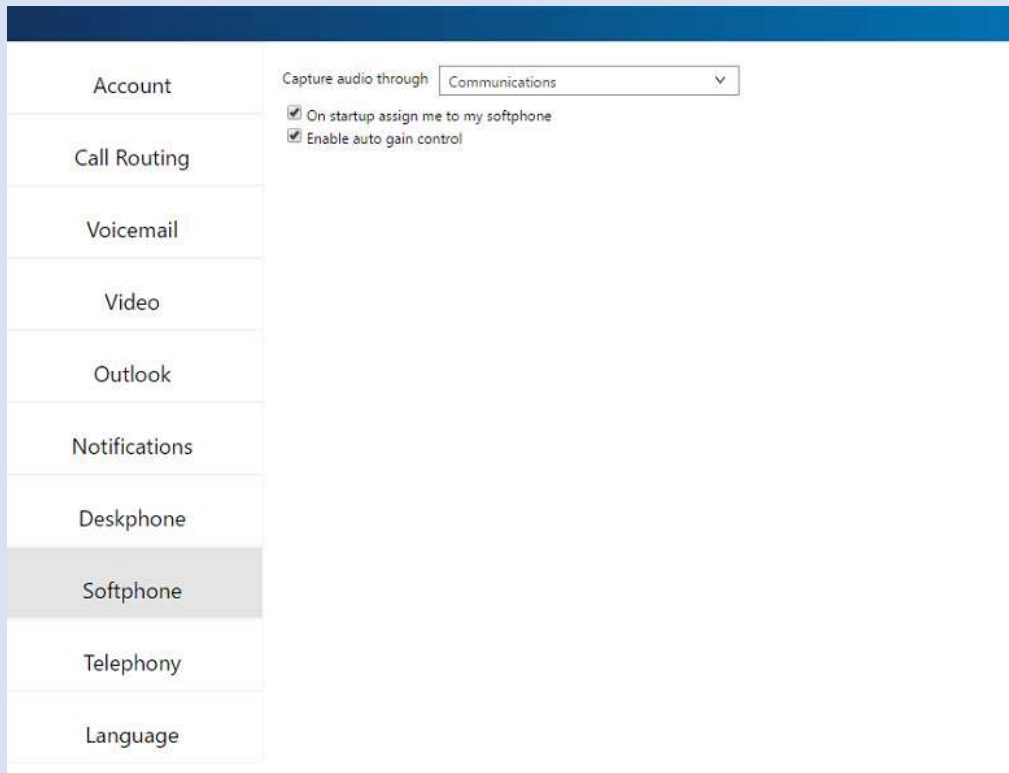 Account
Call Routing
Voicemail
Video
Outlook
Notifications
Deskphone
Softphone
Telephony
Language
Capture audio through Communications
On startup assign me to my softphone
Enable auto gain control